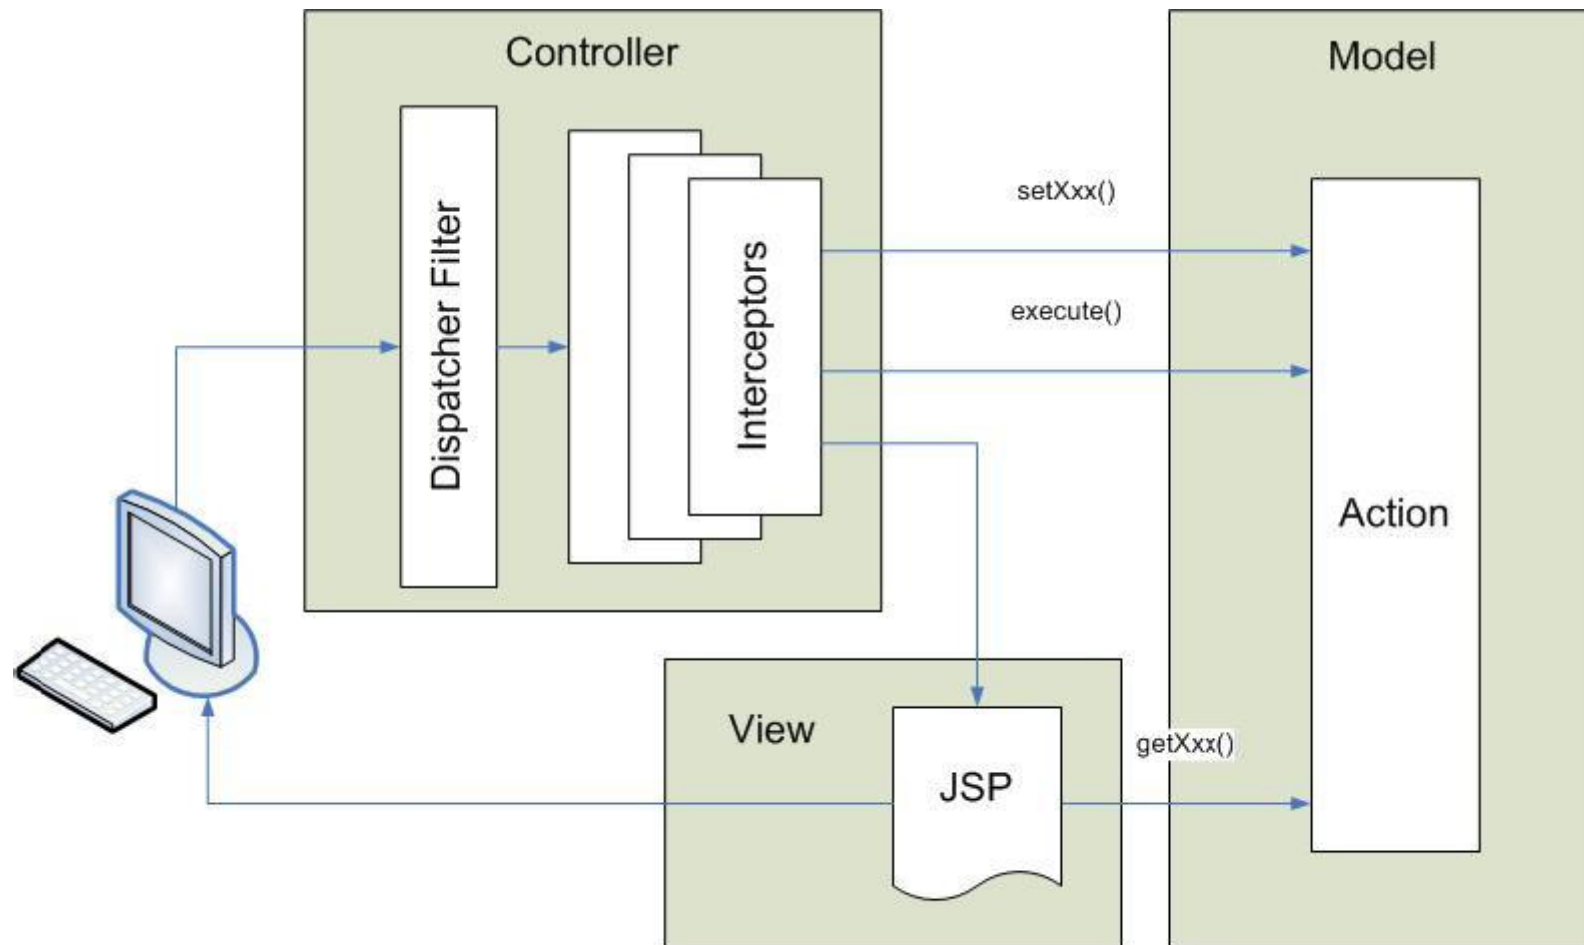 Controller
Model
Dispatcher Filter
Interceptors
setXxx()
execute()
Action
View
JSP
getXxx()